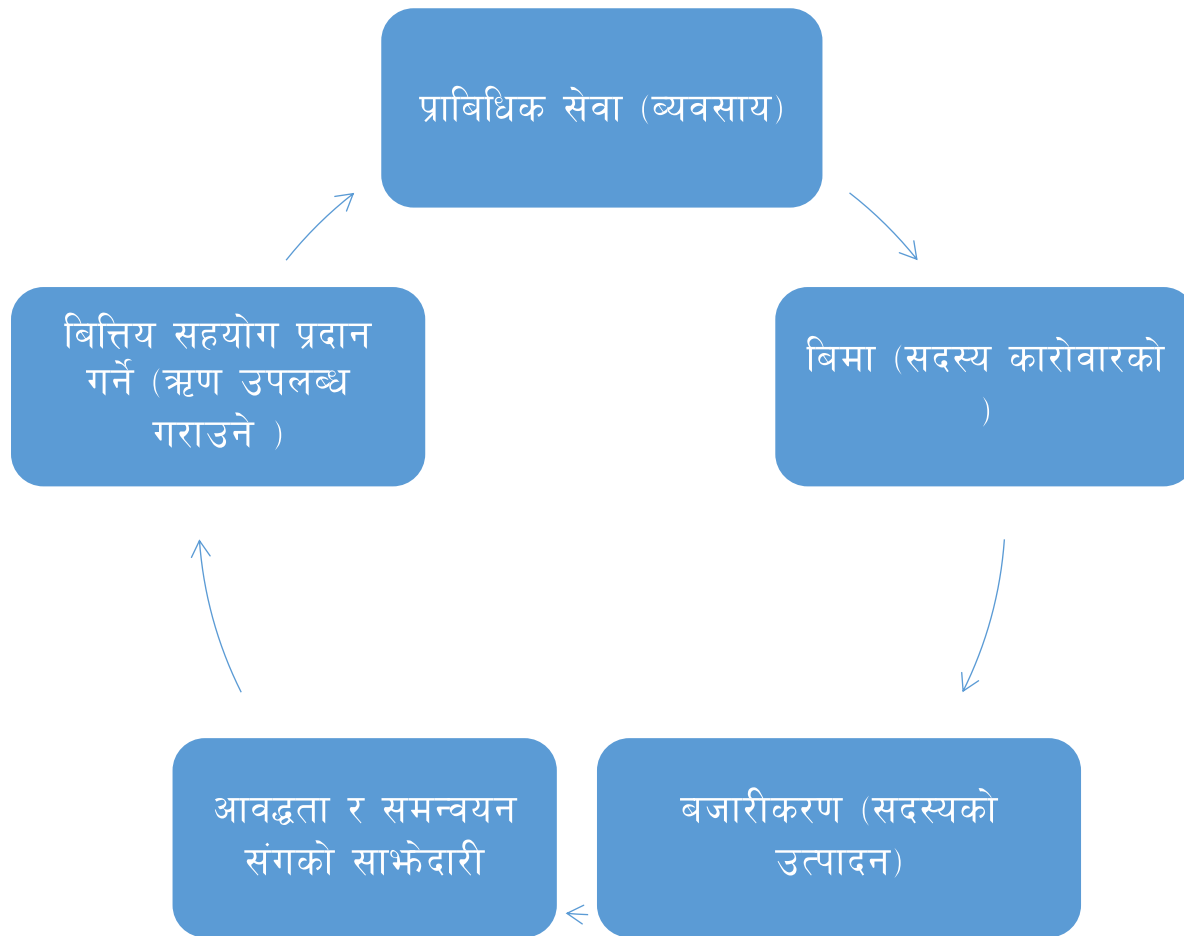 प्राबिधिक सेवा (ब्यवसाय)
बित्तिय सहयोग प्रदान
गर्ने (ऋण उपलब्ध
गराउने )
बिमा (सदस्य कारोवारको
)
आवद्धता र समन्वयन
संगको साझेदारी
बजारीकरण (सदस्यको
उत्पादन)